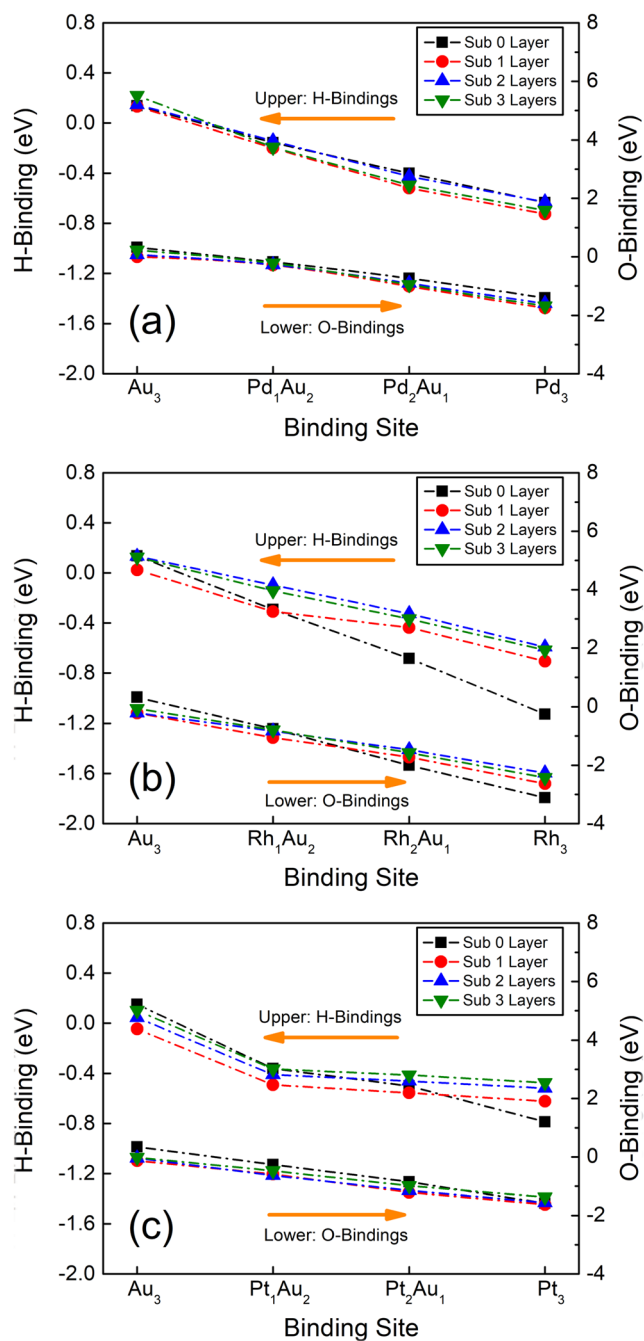 0.8
0.4
0.0
-0.4
-0.8
-1.2
-1.6
-2.0
H-Binding (eV)
Sub 0 Layer
Sub 1 Layer
Sub 2 Layers
Sub 3 Layers
Upper: H-Bindings
Lower: O-Bindings
(a)
8
6
4
2
0
-2
-4
O-Binding (eV)
Au₃ Pd₁Au₂ Pd₂Au₁ Pd₃
Binding Site
0.8
0.4
0.0
-0.4
-0.8
-1.2
-1.6
-2.0
H-Binding (eV)
Sub 0 Layer
Sub 1 Layer
Sub 2 Layers
Sub 3 Layers
Upper: H-Bindings
Lower: O-Bindings
(b)
8
6
4
2
0
-2
-4
O-Binding (eV)
Au₃ Rh₁Au₂ Rh₂Au₁ Rh₃
Binding Site
0.8
0.4
0.0
-0.4
-0.8
-1.2
-1.6
-2.0
H-Binding (eV)
Sub 0 Layer
Sub 1 Layer
Sub 2 Layers
Sub 3 Layers
Upper: H-Bindings
Lower: O-Bindings
(c)
8
6
4
2
0
-2
-4
O-Binding (eV)
Au₃ Pt₁Au₂ Pt₂Au₁ Pt₃
Binding Site